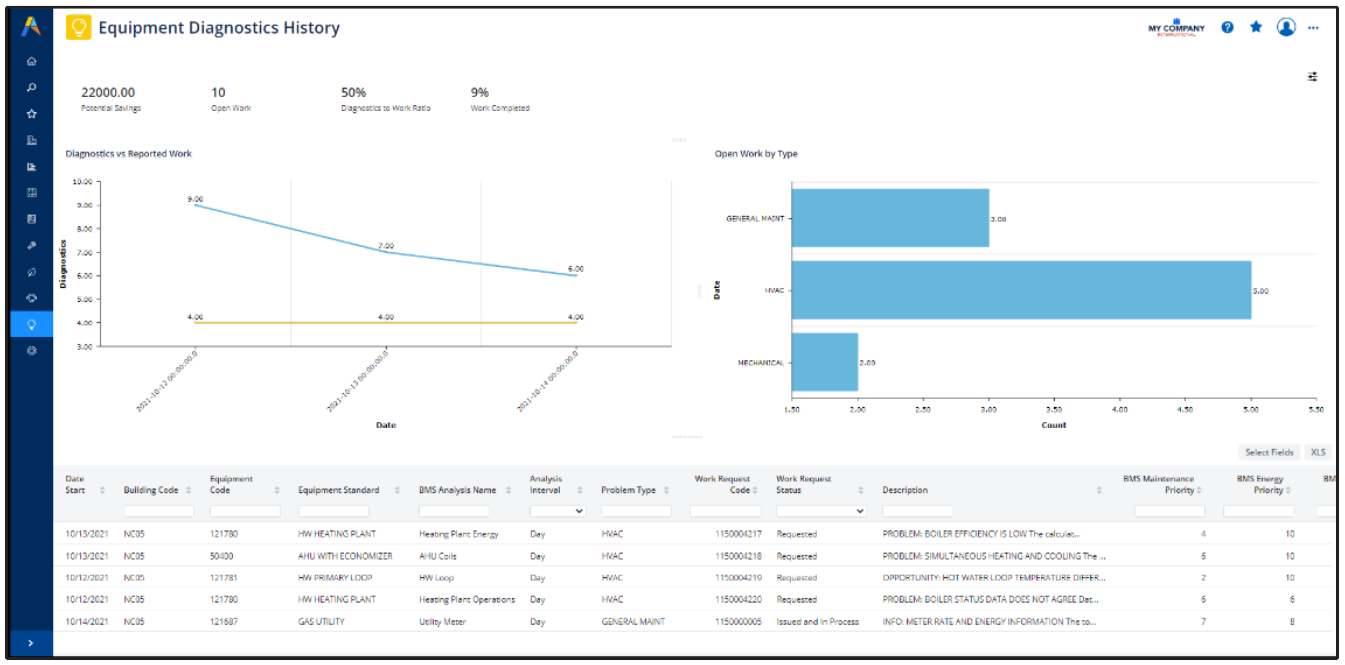 Equipment Diagnostics History
MY COMPANY
INTERNATIONAL
22000.00 10 50% 9%
Potential Savings Open Work Diagnostics to Work Ratio Work Completed
Diagnostics vs Reported Work
10.00
9.00
8.00
7.00
6.00
5.00
4.00
3.00
Diagnostics
9.00
7.00
6.00
4.00 4.00 4.00
2021-10-12 00:00:00.0 2021-10-13 00:00:00.0 2021-10-14 00:00:00.0
Date
Open Work by Type
Date
GENERAL MAINT 3.00
HVAC 5.00
MECHANICAL 2.00
1.50 2.00 2.50 3.00 3.50 4.00 4.50 5.00 5.50
Count
Select Fields XLS
Date Start Building Code Equipment Code Equipment Standard BMS Analysis Name Analysis Interval Problem Type Work Request Code Work Request Status Description BMS Maintenance Priority BMS Energy Priority BM
10/13/2021 NC05 121780 HW HEATING PLANT Heating Plant Energy Day HVAC 1150004217 Requested PROBLEM: BOILER EFFICIENCY IS LOW The calculat... 4 10
10/13/2021 NC05 50400 AHU WITH ECONOMIZER AHU Coils Day HVAC 1150004218 Requested PROBLEM: SIMULTANEOUS HEATING AND COOLING The ... 6 10
10/12/2021 NC05 121781 HW PRIMARY LOOP HW Loop Day HVAC 1150004219 Requested OPPORTUNITY: HOT WATER LOOP TEMPERATURE DIFFER... 2 10
10/12/2021 NC05 121780 HW HEATING PLANT Heating Plant Operations Day HVAC 1150004220 Requested PROBLEM: BOILER STATUS DATA DOES NOT AGREE Dat... 6 6
10/14/2021 NC05 121687 GAS UTILITY Utility Meter Day GENERAL MAINT 1150000005 Issued and In Process INFO: METER RATE AND ENERGY INFORMATION The to... 7 8